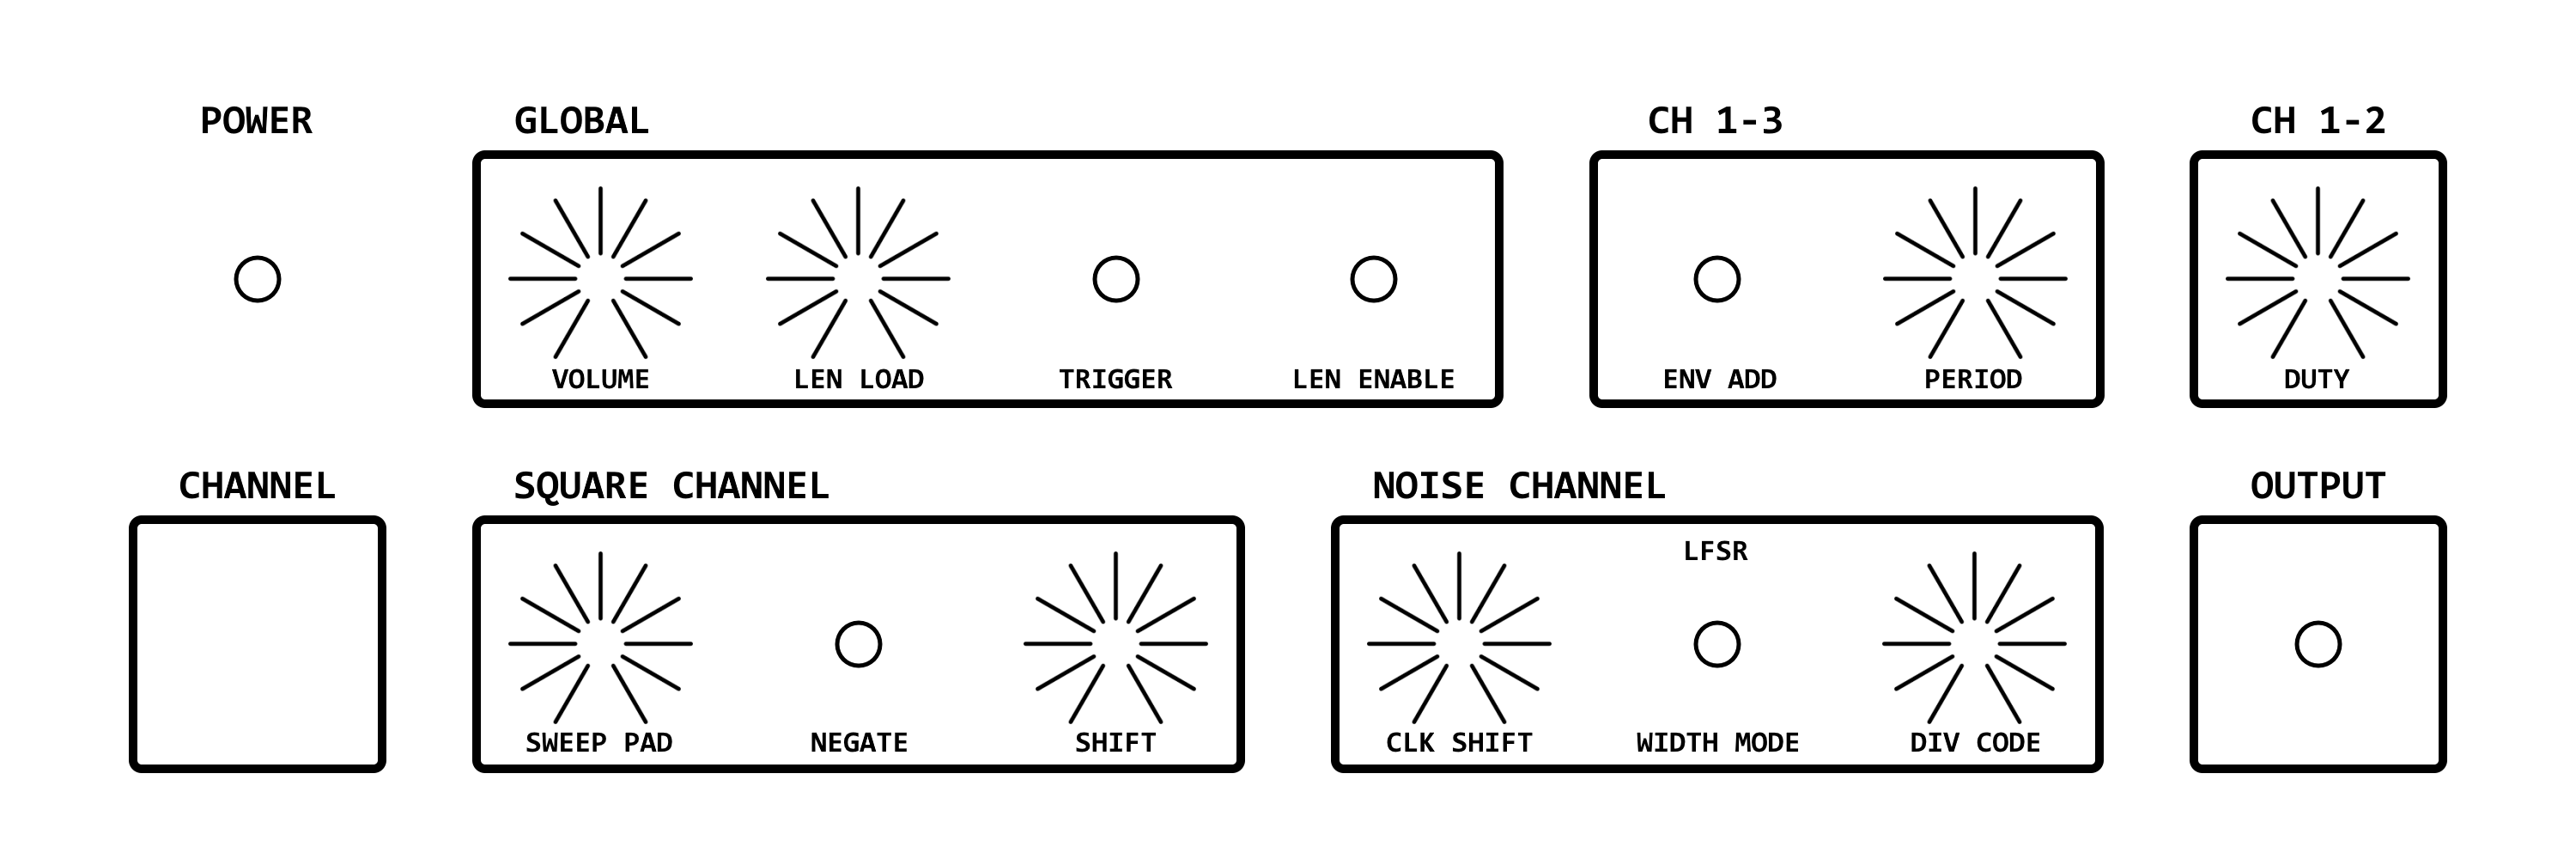 POWER
GLOBAL
VOLUME
LEN LOAD
TRIGGER
LEN ENABLE
CH 1-3
ENV ADD
PERIOD
CH 1-2
DUTY
CHANNEL
SQUARE CHANNEL
SWEEP PAD
NEGATE
SHIFT
NOISE CHANNEL
CLK SHIFT
LFSR
WIDTH MODE
DIV CODE
OUTPUT